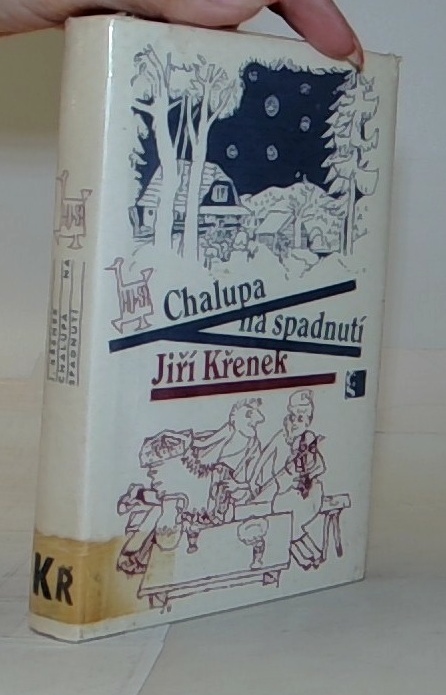 Chalupa
na spadnutí
Jiří Křenek
J. KŘENEK
CHALUPA NA
SPADNUTÍ
KŘ